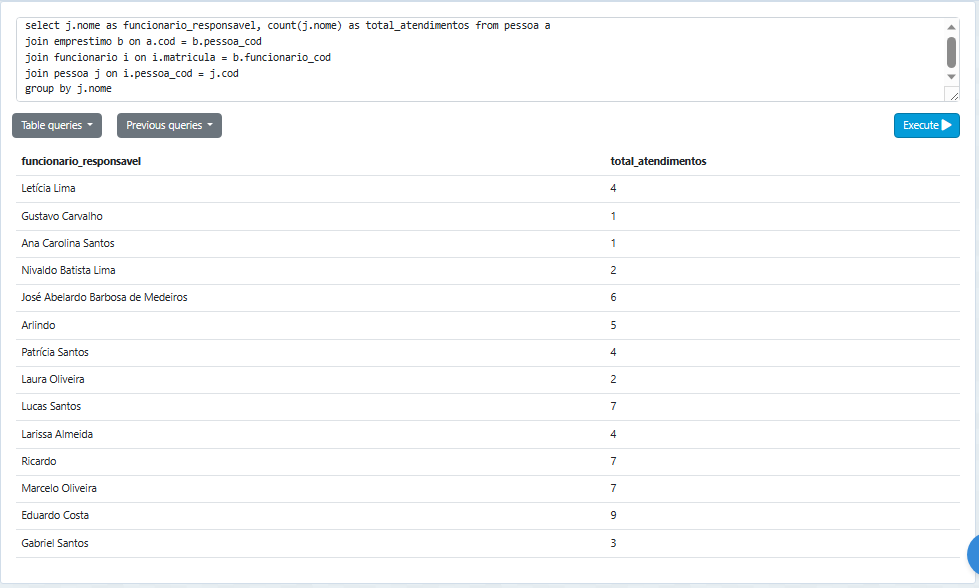 select j.nome as funcionario_responsavel, count(j.nome) as total_atendimentos from pessoa a
join emprestimo b on a.cod = b.pessoa_cod
join funcionario i on i.matricula = b.funcionario_cod
join pessoa j on i.pessoa_cod = j.cod
group by j.nome
Table queries Previous queries Execute
funcionario_responsavel total_atendimentos
Letícia Lima 4
Gustavo Carvalho 1
Ana Carolina Santos 1
Nivaldo Batista Lima 2
José Abelardo Barbosa de Medeiros 6
Arlindo 5
Patrícia Santos 4
Laura Oliveira 2
Lucas Santos 7
Larissa Almeida 4
Ricardo 7
Marcelo Oliveira 7
Eduardo Costa 9
Gabriel Santos 3